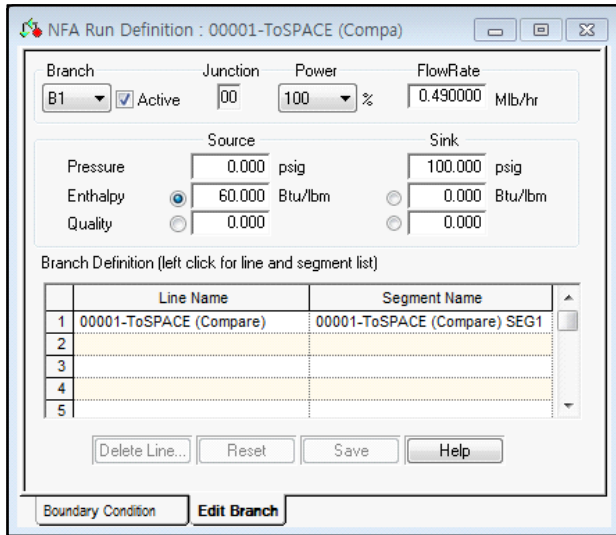 NFA Run Definition : 00001-ToSPACE (Compa)
Branch Junction Power FlowRate
B1 Active 00 100 % 0.490000 Mlb/hr
Source Sink
Pressure 0.000 psig 100.000 psig
Enthalpy 60.000 Btu/lbm 0.000 Btu/lbm
Quality 0.000 0.000
Branch Definition (left click for line and segment list)
Line Name Segment Name
1 00001-ToSPACE (Compare) 00001-ToSPACE (Compare) SEG1
2
3
4
5
Delete Line... Reset Save Help
Boundary Condition Edit Branch